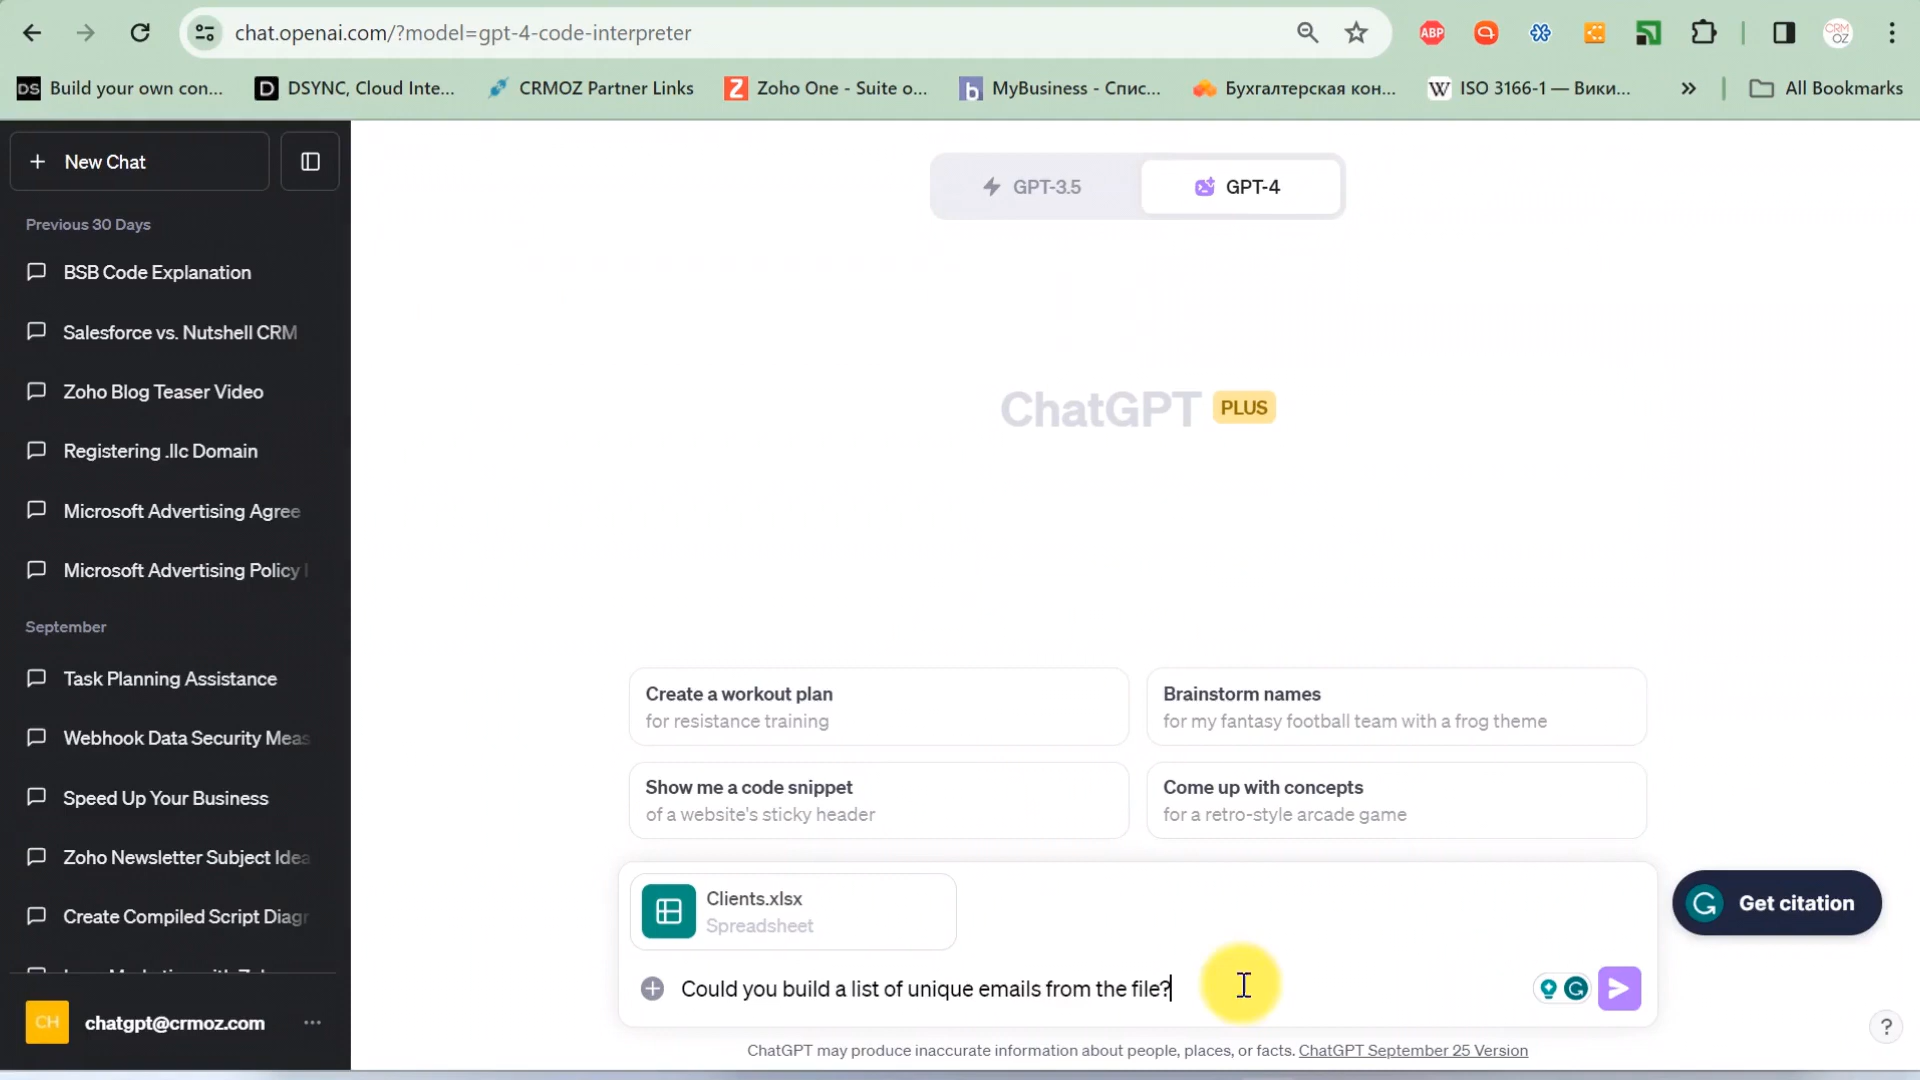 chat.openai.com/?model=gpt-4-code-interpreter
ABP
CRM
OZ
DS Build your own con...
D DSYNC, Cloud Inte...
CRMOZ Partner Links
Z Zoho One - Suite o...
b MyBusiness - Спис...
Бухгалтерская кон...
W ISO 3166-1 — Вики...
»
All Bookmarks
+ New Chat
Previous 30 Days
BSB Code Explanation
Salesforce vs. Nutshell CRM
Zoho Blog Teaser Video
Registering .llc Domain
Microsoft Advertising Agree
Microsoft Advertising Policy
September
Task Planning Assistance
Webhook Data Security Meas
Speed Up Your Business
Zoho Newsletter Subject Idea
Create Compiled Script Diagr
CH chatgpt@crmoz.com ...
GPT-3.5
GPT-4
ChatGPT PLUS
Create a workout plan
for resistance training
Brainstorm names
for my fantasy football team with a frog theme
Show me a code snippet
of a website's sticky header
Come up with concepts
for a retro-style arcade game
Clients.xlsx
Spreadsheet
Could you build a list of unique emails from the file?
Get citation
ChatGPT may produce inaccurate information about people, places, or facts. ChatGPT September 25 Version
?